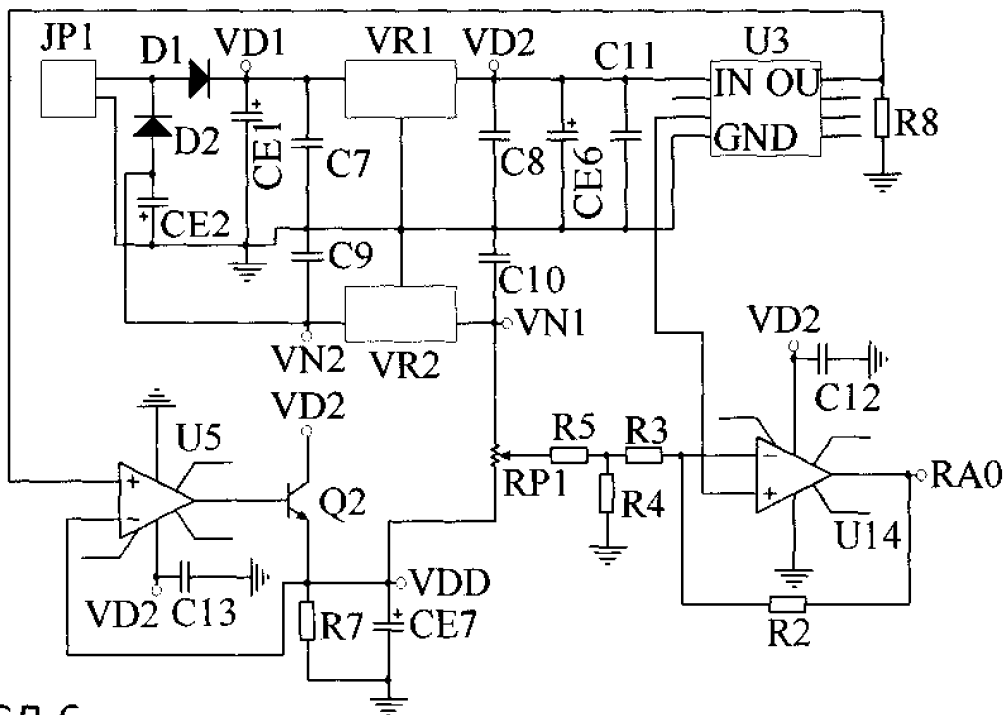 JP1
D1
VD1
VR1
VD2
C11
U3
IN OU
GND
R8
D2
CE1
C7
C8
CE6
CE2
C9
C10
VN2
VR2
VN1
VD2
VD2
C12
U5
Q2
RP1
R5
R3
R4
RA0
U14
+
−
−
+
VDD
VD2
C13
R7
CE7
R2